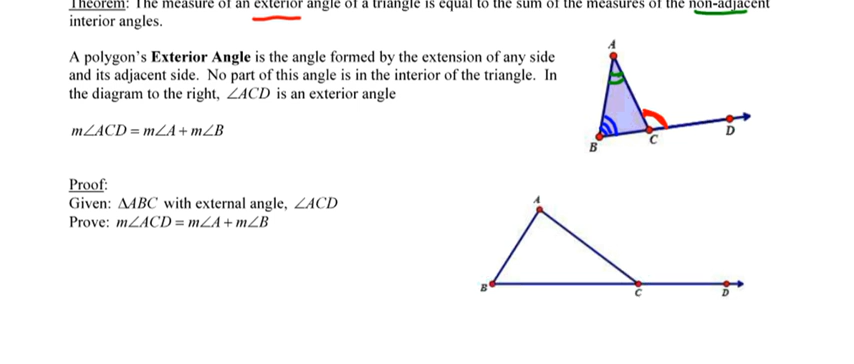 Theorem: The measure of an exterior angle of a triangle is equal to the sum of the measures of the non-adjacent
interior angles.
A polygon's Exterior Angle is the angle formed by the extension of any side
and its adjacent side. No part of this angle is in the interior of the triangle. In
the diagram to the right, ∠ACD is an exterior angle
m∠ACD = m∠A + m∠B
A
B
C
D
Proof:
Given: ΔABC with external angle, ∠ACD
Prove: m∠ACD = m∠A + m∠B
A
B
C
D